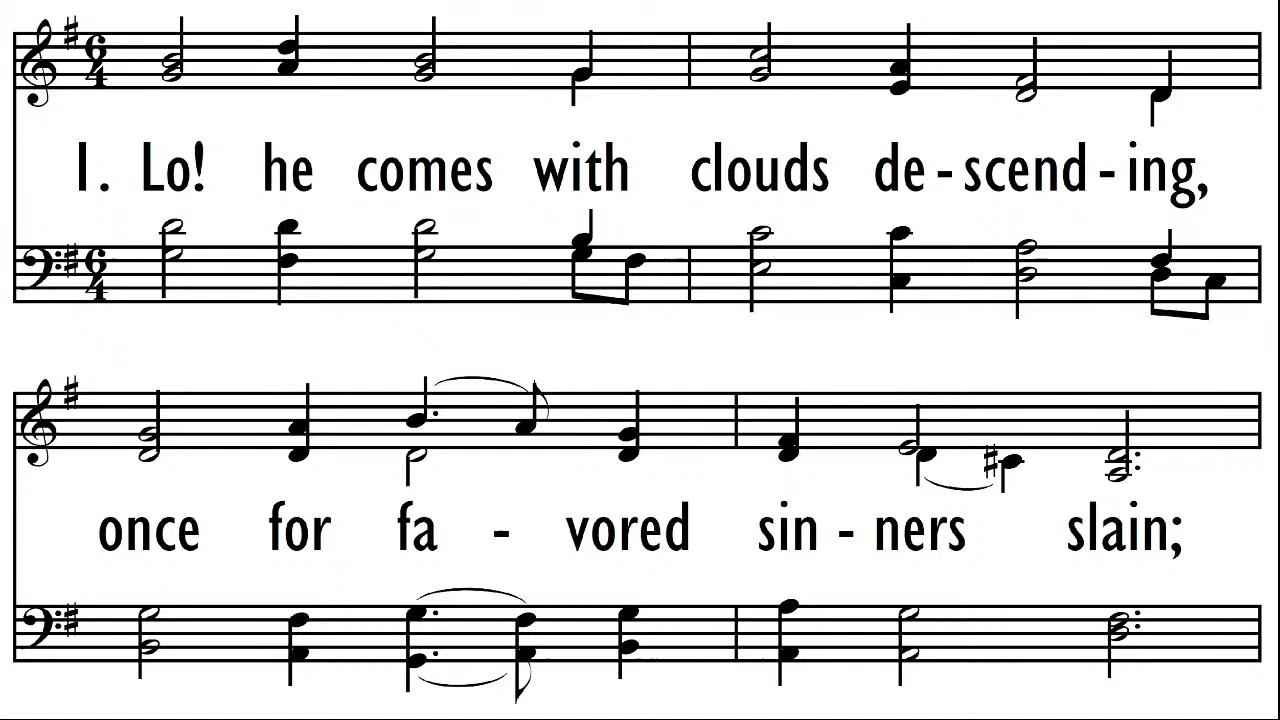 1. Lo! he comes with clouds de - scend - ing,
once for fa - vored sin - ners slain;